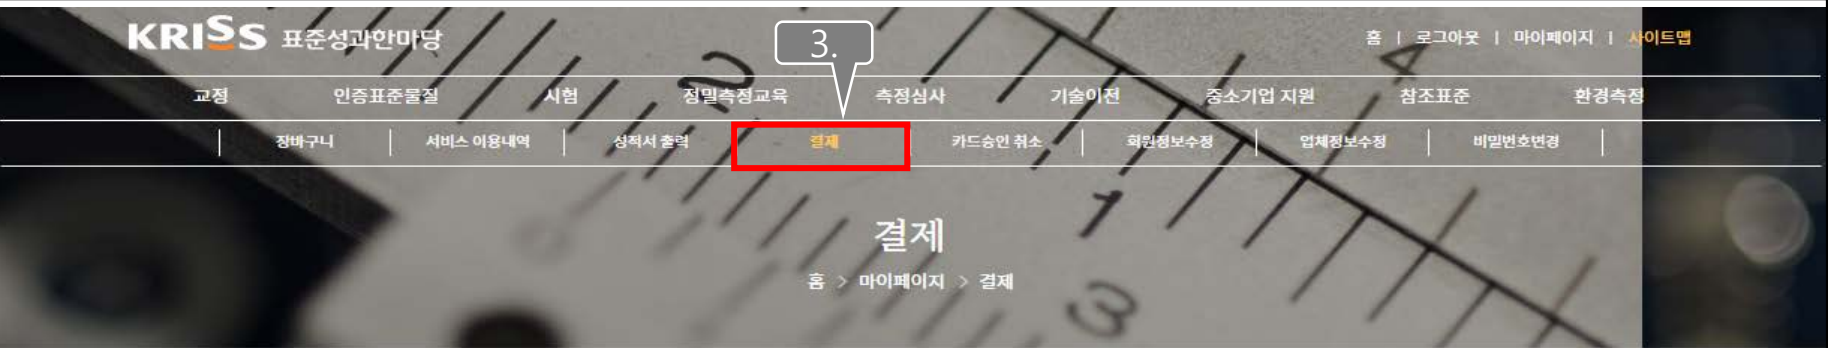 KRISS 표준성과한마당
홈 | 로그아웃 | 마이페이지 | 사이트맵
3.
교정 인증표준물질 시험 정밀측정교육 측정심사 기술이전 중소기업 지원 참조표준 환경측정
장바구니 서비스 이용내역 성적서 출력 결제 카드승인 취소 회원정보수정 업체정보수정 비밀번호변경
결제
홈 > 마이페이지 > 결제
2
4
1
3
0